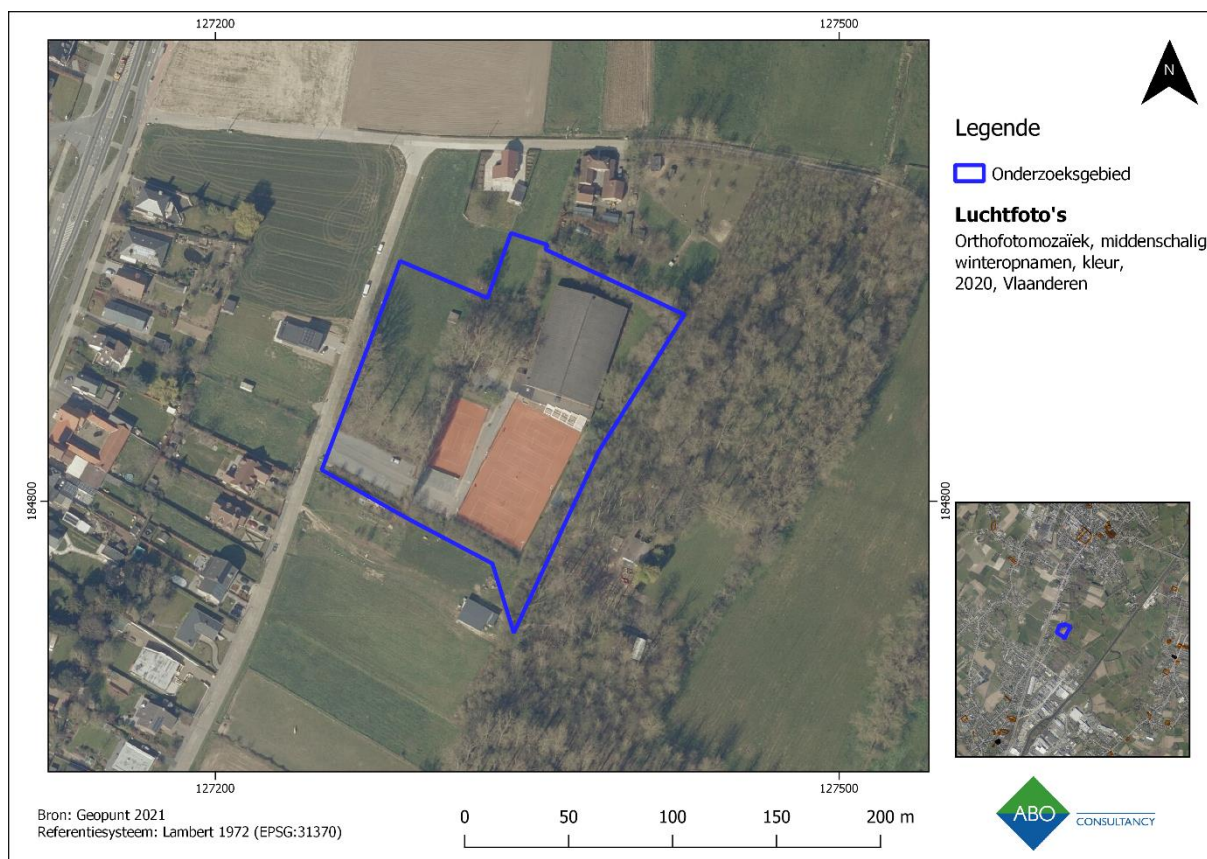 127200
127500
N
Legende
Onderzoeksgebied
Luchtfoto's
Orthofotomozaïek, middenschalig
winteropnamen, kleur,
2020, Vlaanderen
184800
184800
127200
127500
Bron: Geopunt 2021
Referentiesysteem: Lambert 1972 (EPSG:31370)
0 50 100 150 200 m
ABO
CONSULTANCY